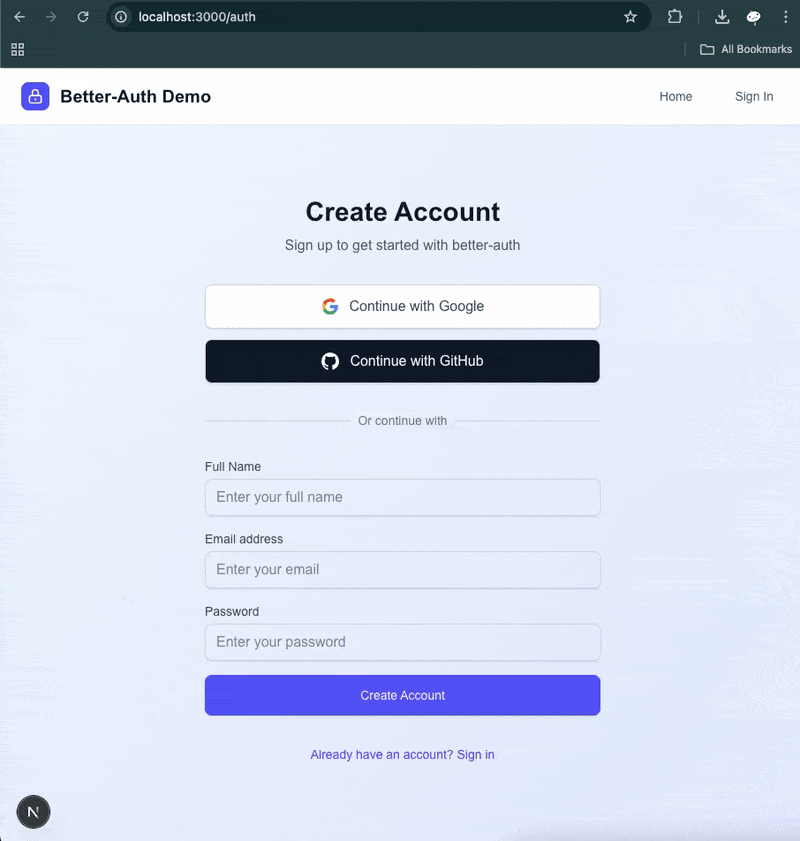 localhost:3000/auth
All Bookmarks
Better-Auth Demo
Home
Sign In
Create Account
Sign up to get started with better-auth
Continue with Google
Continue with GitHub
Or continue with
Full Name
Enter your full name
Email address
Enter your email
Password
Enter your password
Create Account
Already have an account? Sign in
N